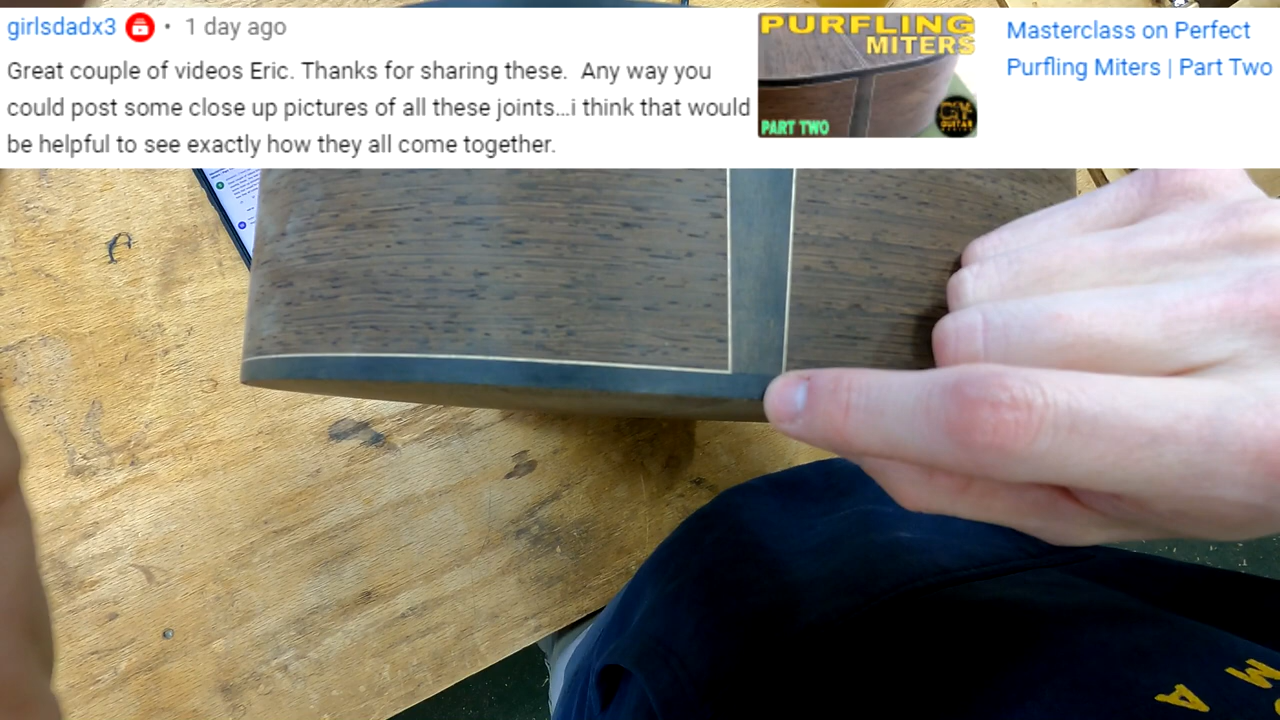 girlsdadx3 • 1 day ago
Great couple of videos Eric. Thanks for sharing these. Any way you
could post some close up pictures of all these joints...i think that would
be helpful to see exactly how they all come together.
PURFLING
MITERS
PART TWO
GUITAR
Masterclass on Perfect
Purfling Miters | Part Two
M A